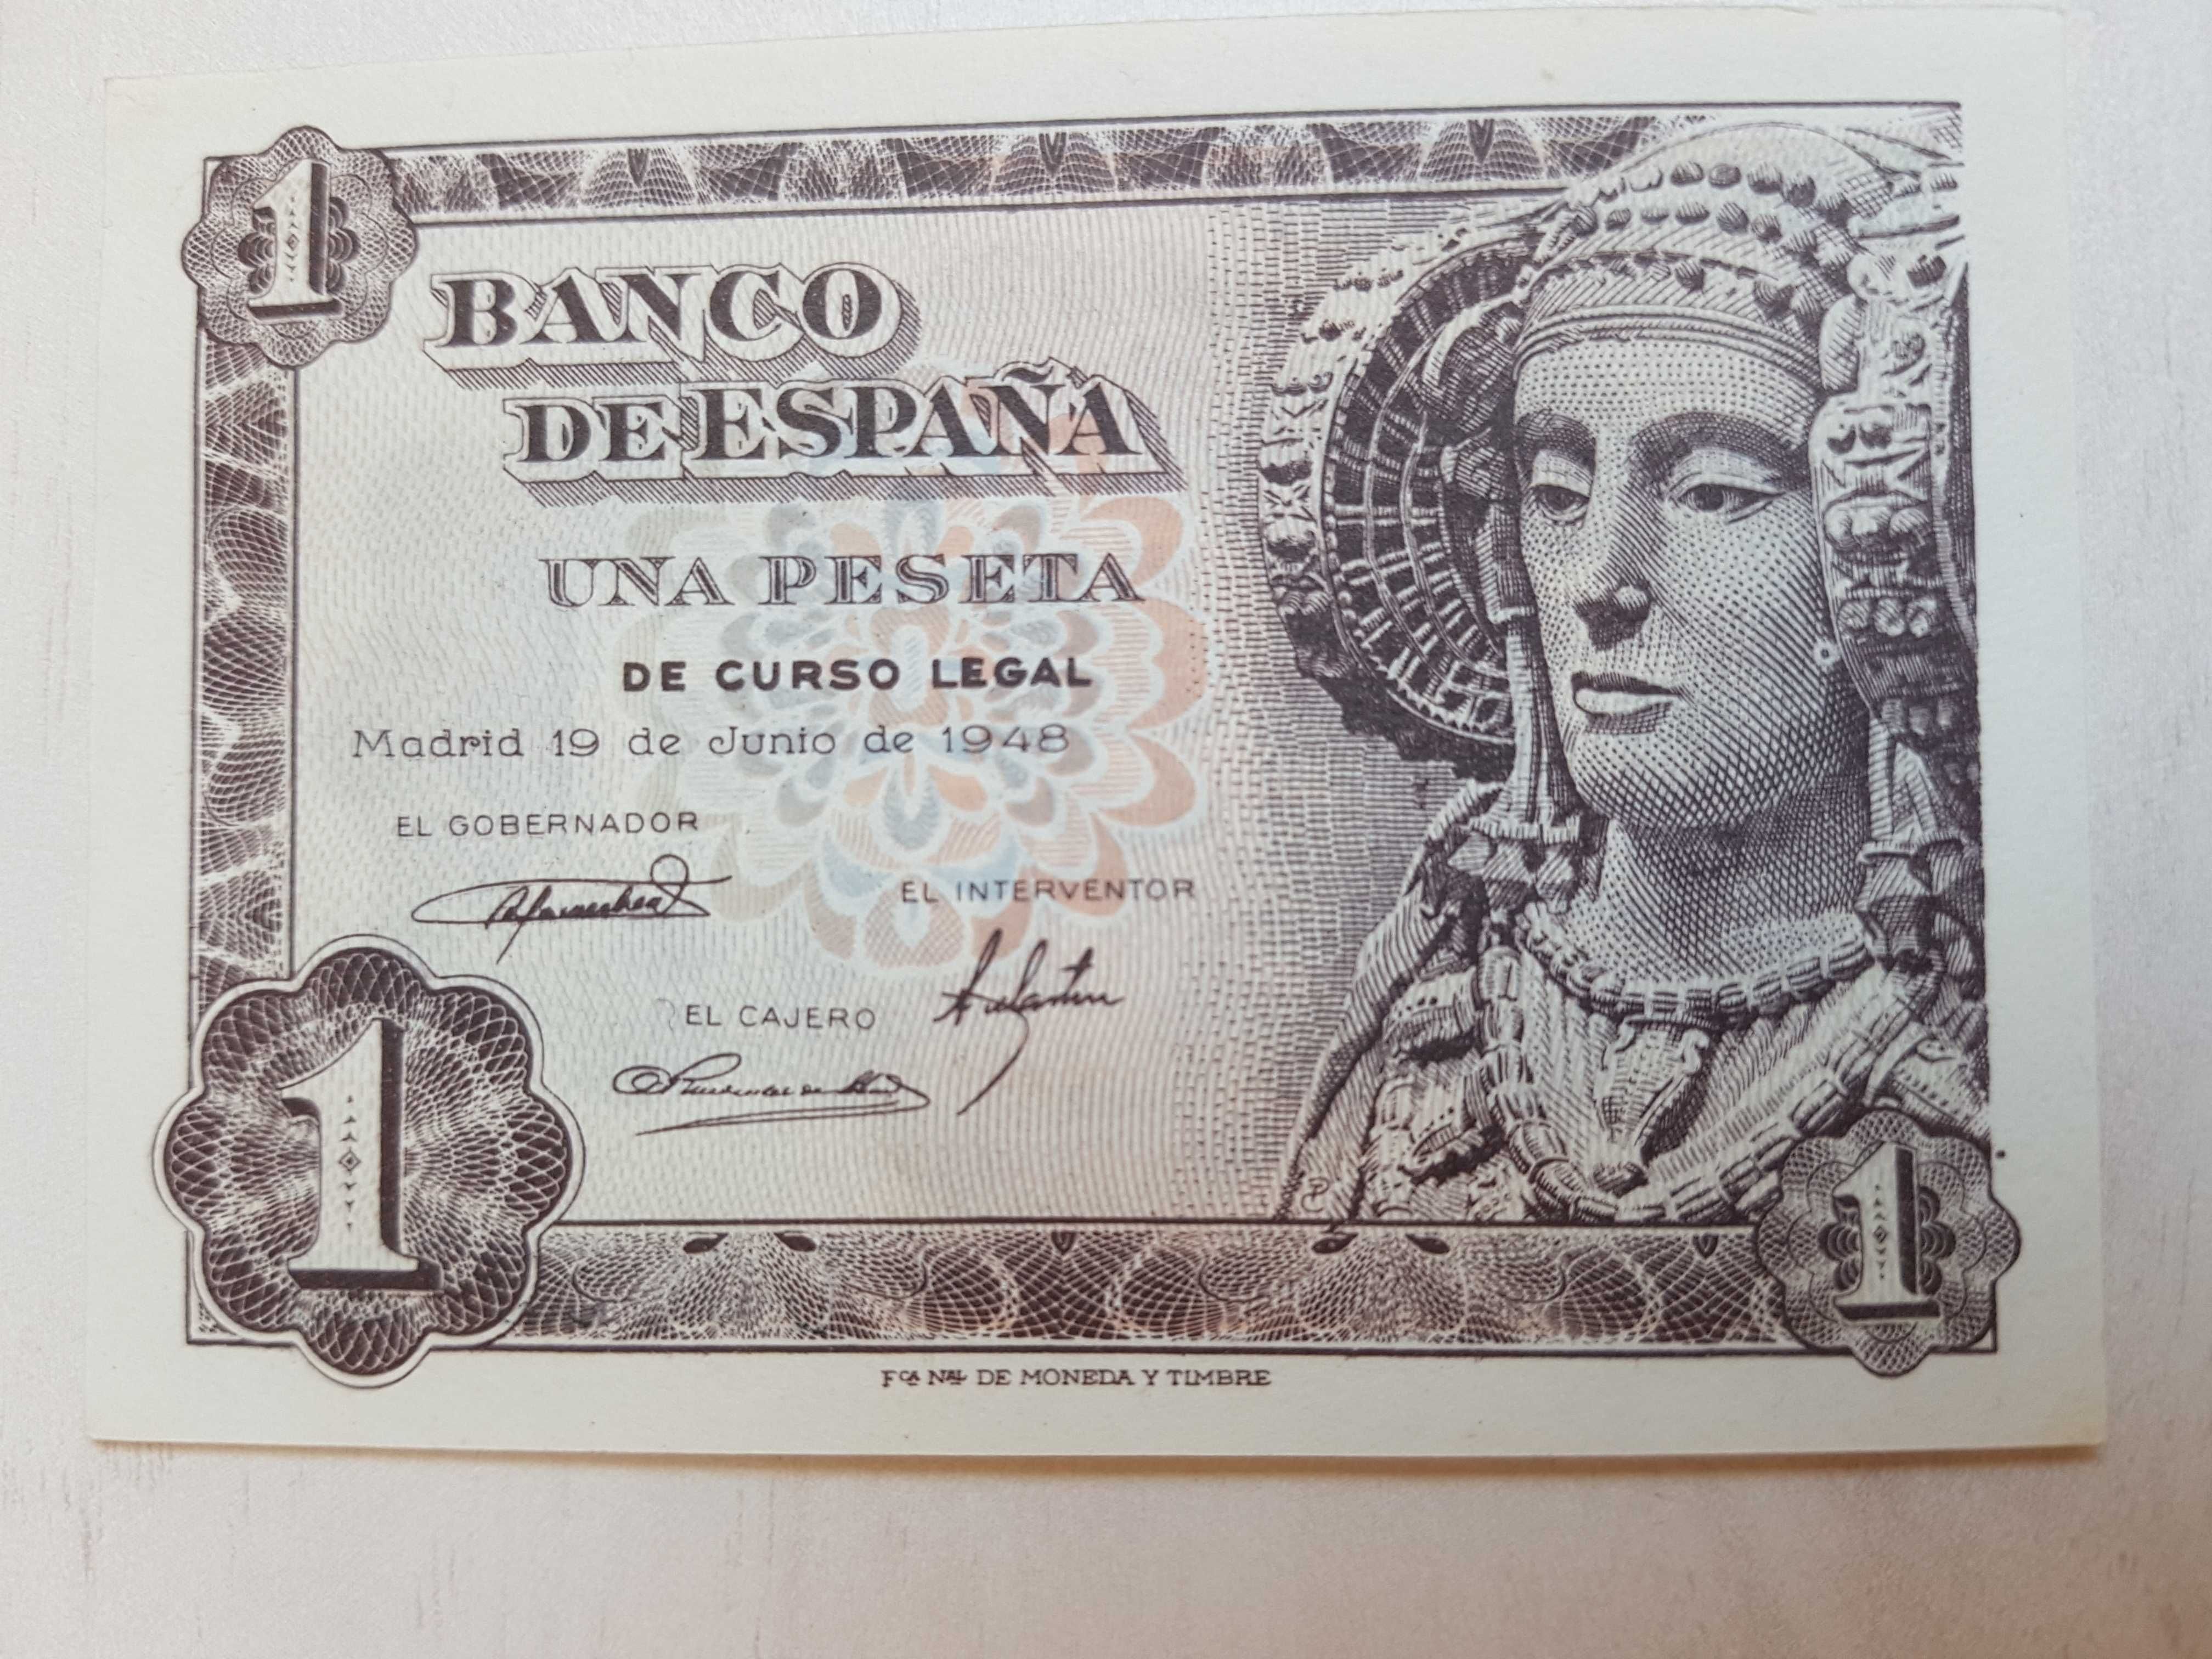 1
BANCO
DE ESPAÑA
UNA PESETA
DE CURSO LEGAL
Madrid 19 de Junio de 1948
EL GOBERNADOR
EL INTERVENTOR
EL CAJERO
1
1
FCA NAL DE MONEDA Y TIMBRE